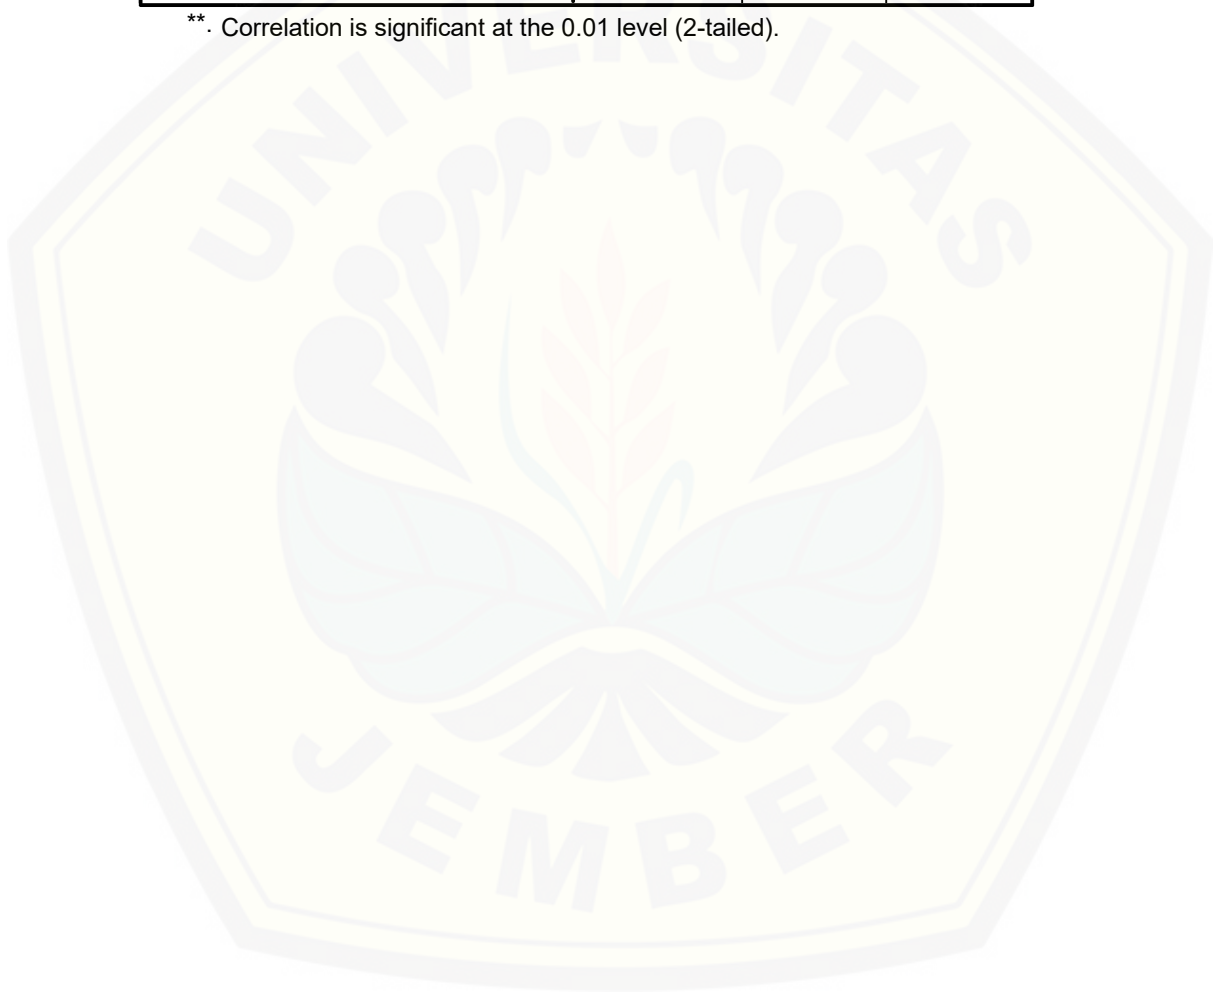 **. Correlation is significant at the 0.01 level (2-tailed).
UNIVERSITAS
JEMBER